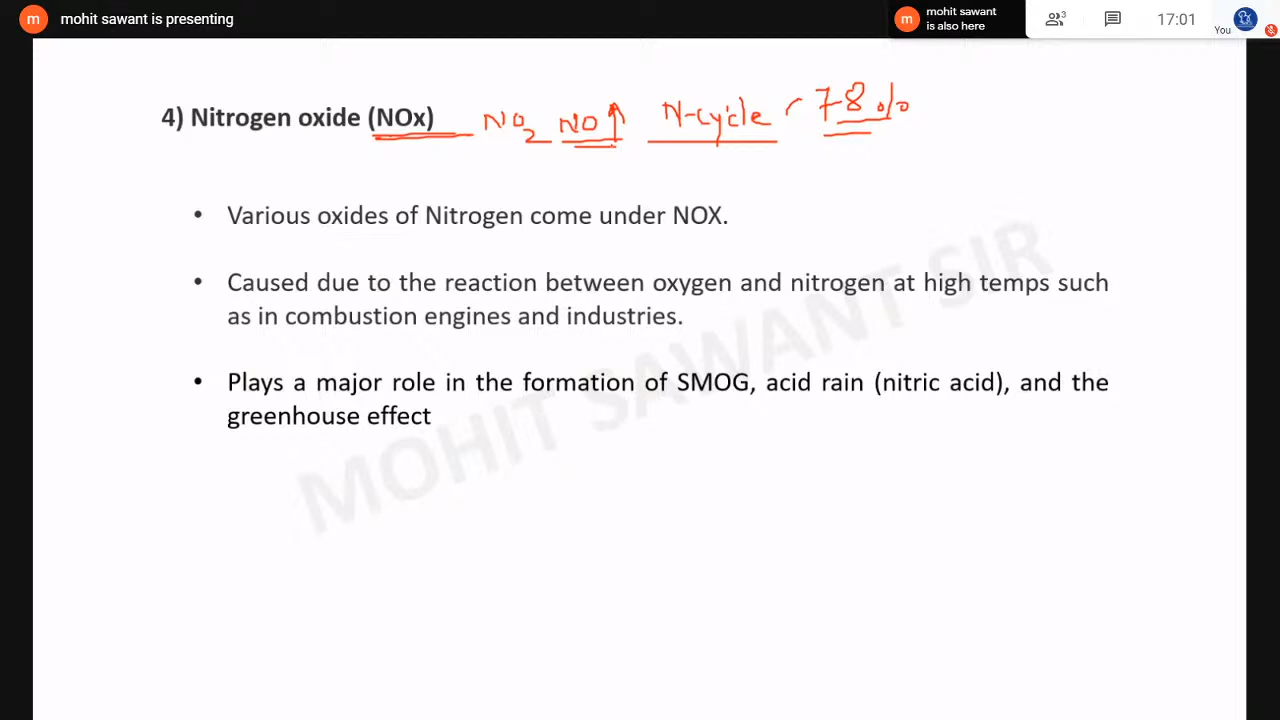 m mohit sawant is presenting
m mohit sawant is also here
3
17:01
You
4) Nitrogen oxide (NOx) NO2 NO↑ N-cycle 78%
• Various oxides of Nitrogen come under NOX.
• Caused due to the reaction between oxygen and nitrogen at high temps such
as in combustion engines and industries.
• Plays a major role in the formation of SMOG, acid rain (nitric acid), and the
greenhouse effect
MOHIT SAWANT SIR